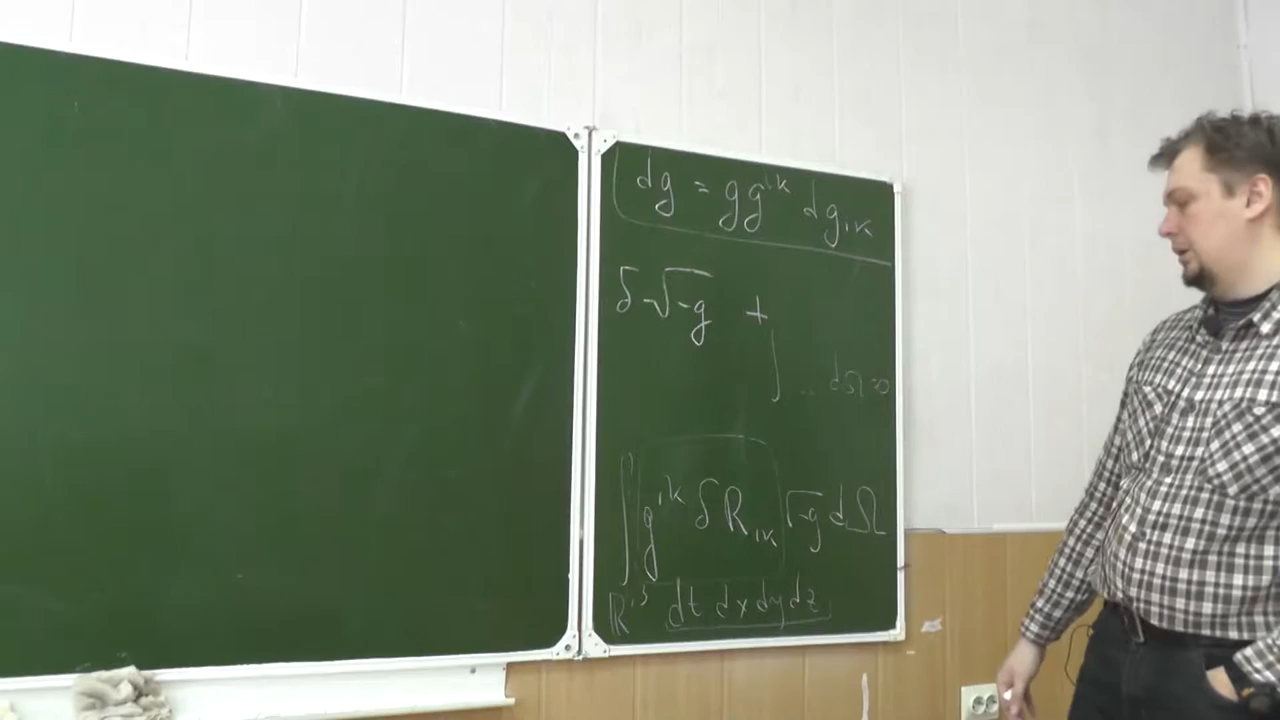 dg = gg^{ik} dg_{ik}
δ√-g +
∫ ... dΩ = 0
∫ g^{ik} δR_{ik} √-g dΩ
ℝ^{1,3} dt dx dy dz